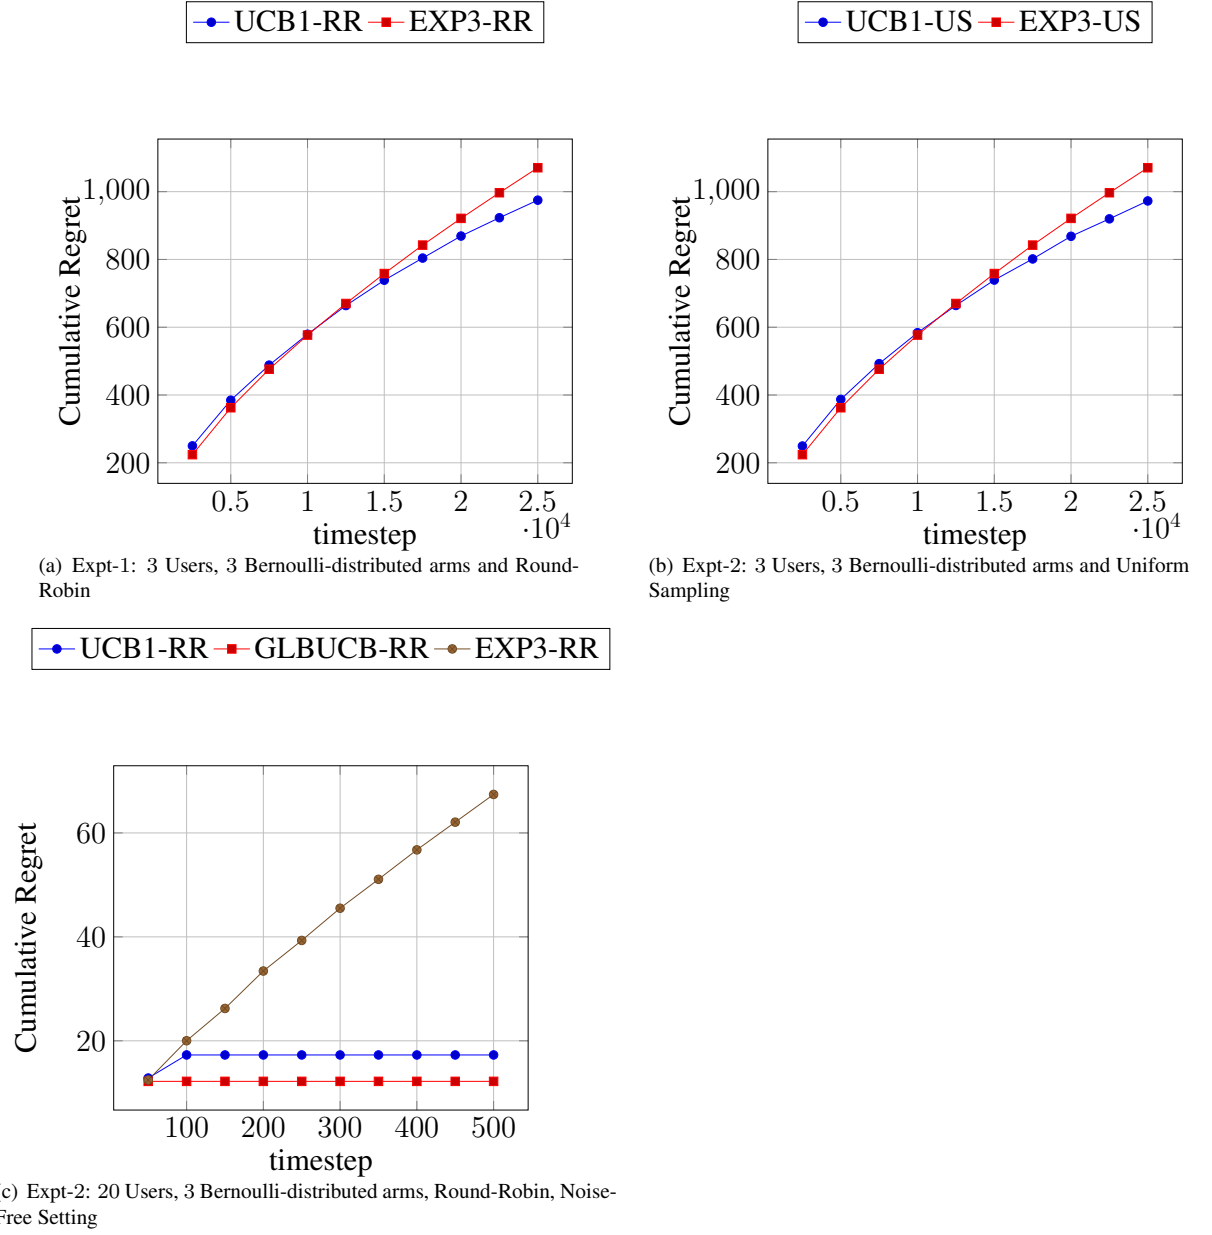 UCB1-RR EXP3-RR
1,000
800
600
400
200
Cumulative Regret
0.5 1 1.5 2 2.5
·10^4
timestep
(a) Expt-1: 3 Users, 3 Bernoulli-distributed arms and Round-
Robin
UCB1-US EXP3-US
1,000
800
600
400
200
Cumulative Regret
0.5 1 1.5 2 2.5
·10^4
timestep
(b) Expt-2: 3 Users, 3 Bernoulli-distributed arms and Uniform
Sampling
UCB1-RR GLBUCB-RR EXP3-RR
60
40
20
Cumulative Regret
100 200 300 400 500
timestep
c) Expt-2: 20 Users, 3 Bernoulli-distributed arms, Round-Robin, Noise-
Free Setting